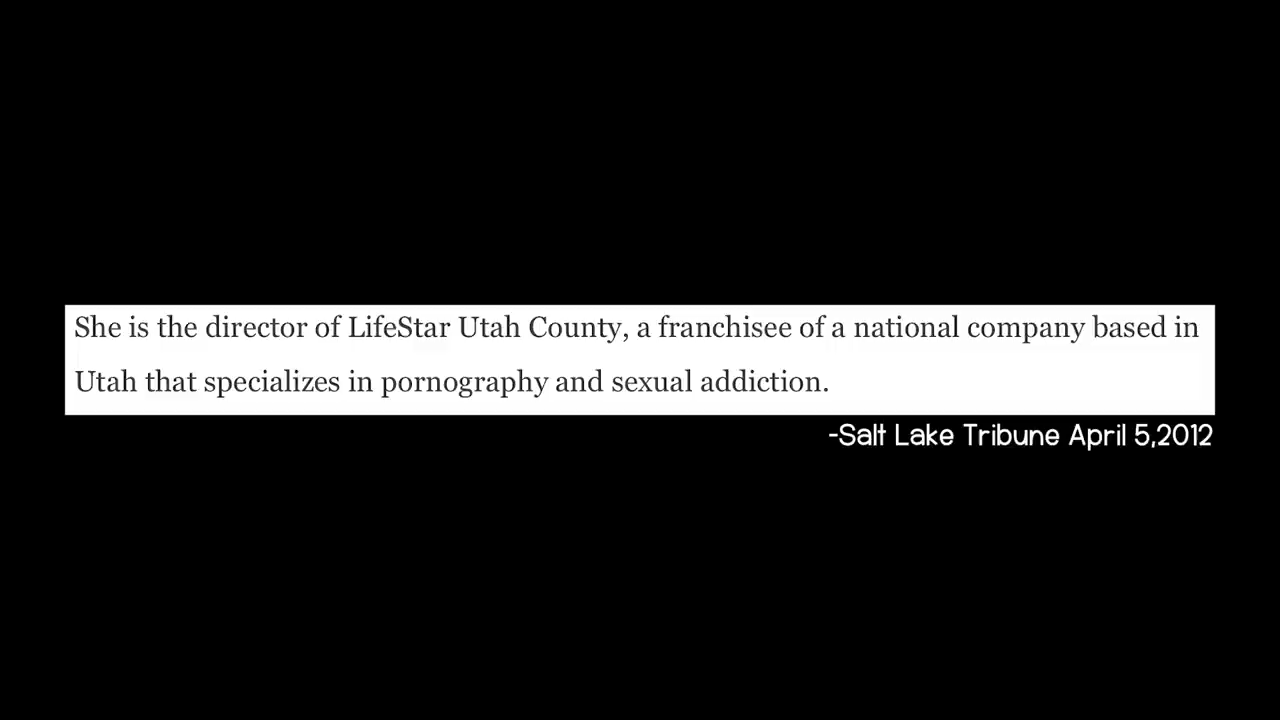 She is the director of LifeStar Utah County, a franchisee of a national company based in
Utah that specializes in pornography and sexual addiction.
-Salt Lake Tribune April 5,2012